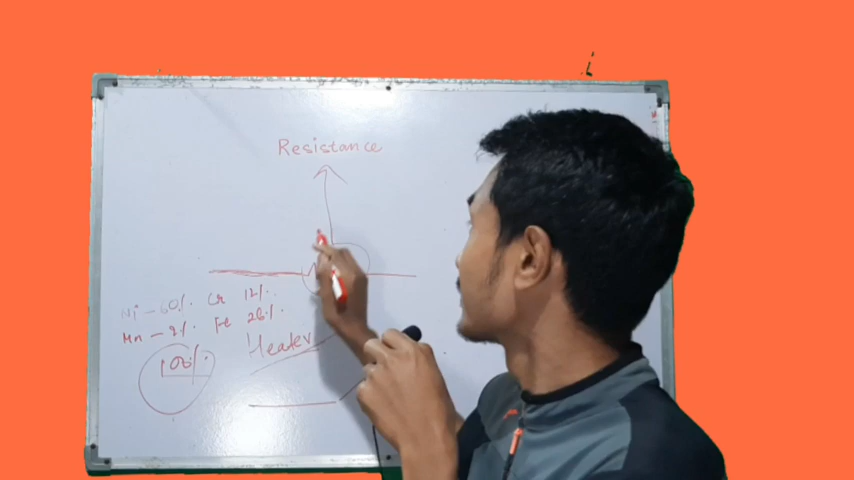 Resistance
Ni - 60%. Cr 12%.
Mn - 2%. Fe 26%.
Heater
100%.